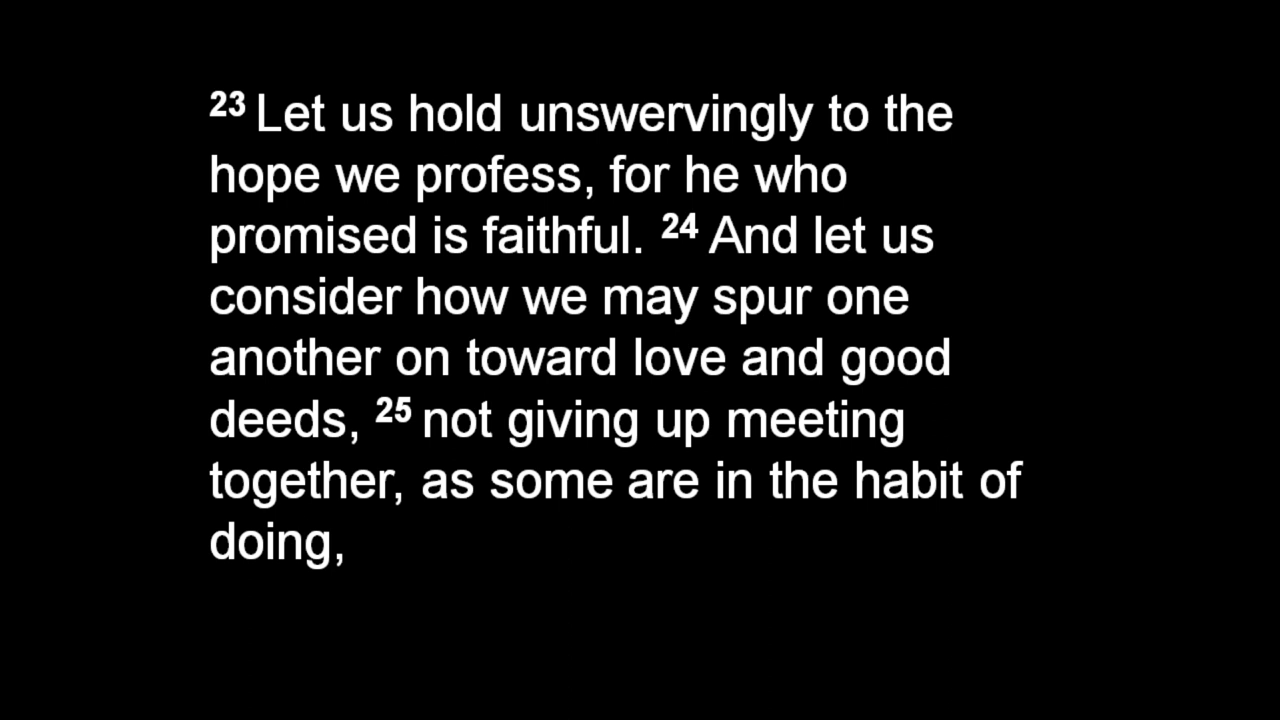 23 Let us hold unswervingly to the
hope we profess, for he who
promised is faithful. 24 And let us
consider how we may spur one
another on toward love and good
deeds, 25 not giving up meeting
together, as some are in the habit of
doing,